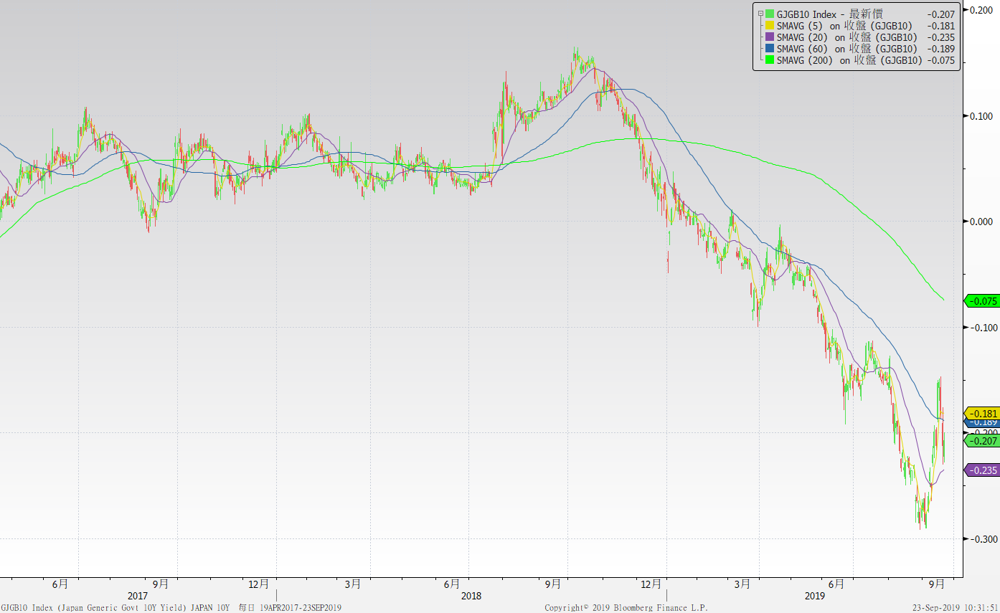 GJGB10 Index - 最新價 -0.207
SMAVG (5) on 收盤 (GJGB10) -0.181
SMAVG (20) on 收盤 (GJGB10) -0.235
SMAVG (60) on 收盤 (GJGB10) -0.189
SMAVG (200) on 收盤 (GJGB10) -0.075
0.200
0.100
0.000
-0.075
-0.100
-0.181
-0.189
-0.200
-0.207
-0.235
-0.300
6月 9月 12月 3月 6月 9月 12月 3月 6月 9月
2017 2018 2019
GJGB10 Index (Japan Generic Govt 10Y Yield) JAPAN 10Y 每日 19APR2017-23SEP2019 Copyright© 2019 Bloomberg Finance L.P. 23-Sep-2019 10:31:51